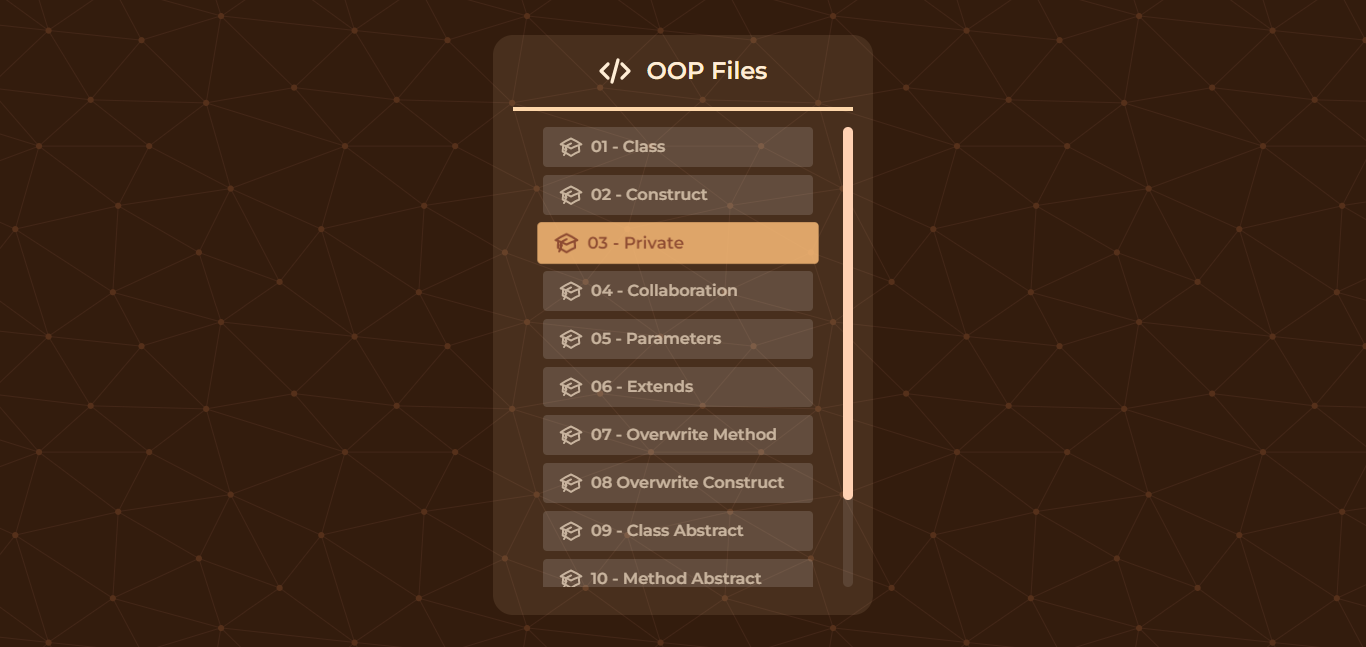 </> OOP Files
01 - Class
02 - Construct
03 - Private
04 - Collaboration
05 - Parameters
06 - Extends
07 - Overwrite Method
08 Overwrite Construct
09 - Class Abstract
10 - Method Abstract